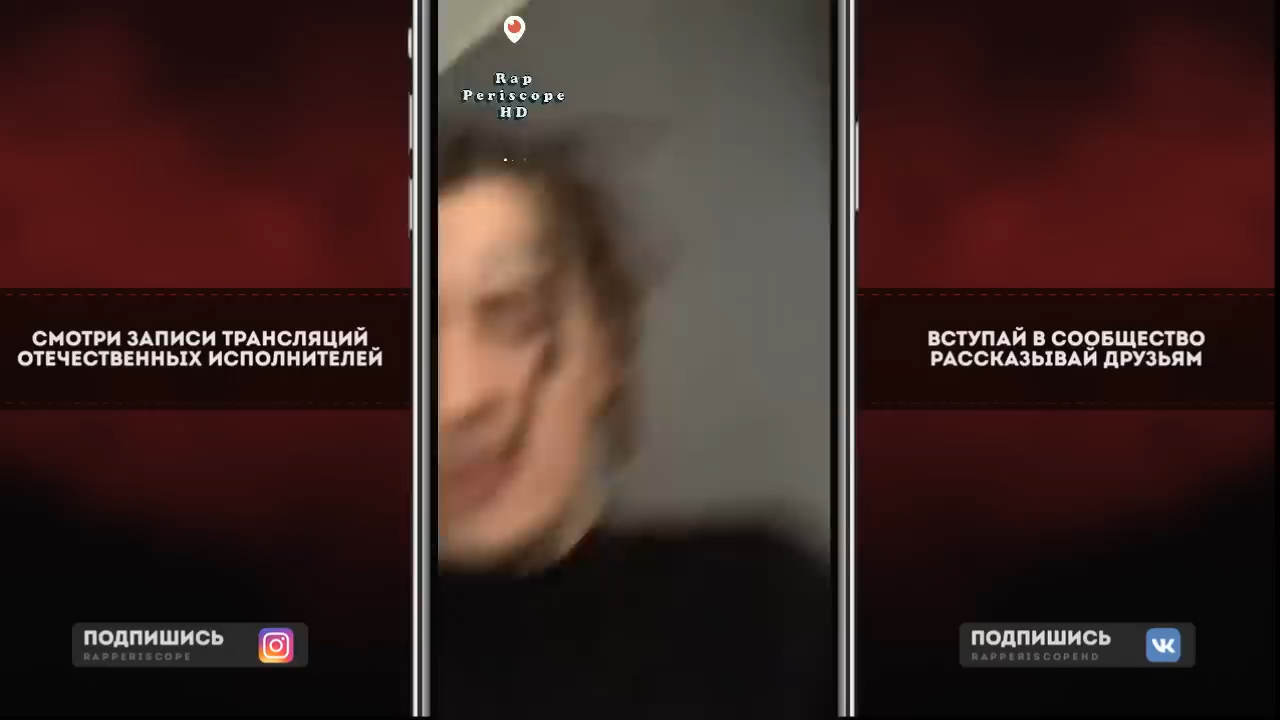 Rap
Periscope
HD
СМОТРИ ЗАПИСИ ТРАНСЛЯЦИЙ
ОТЕЧЕСТВЕННЫХ ИСПОЛНИТЕЛЕЙ
ВСТУПАЙ В СООБЩЕСТВО
РАССКАЗЫВАЙ ДРУЗЬЯМ
ПОДПИШИСЬ
RAPPERISCOPE
ПОДПИШИСЬ
RAPPERISCOPEHD